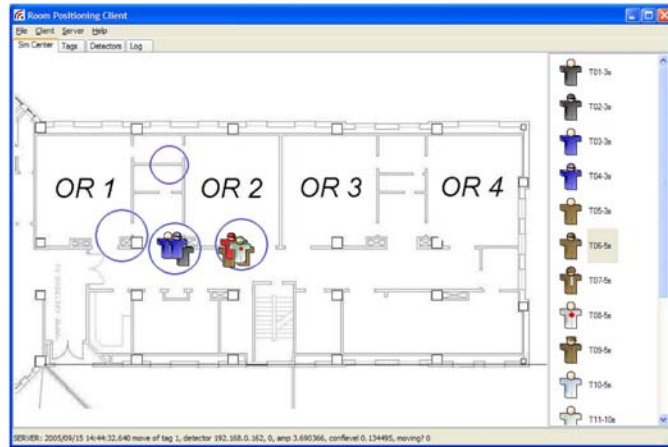 Room Positioning Client
File Client Server Help
Sim Center Tags Detectors Log
OR 1 OR 2 OR 3 OR 4
T01-3s
T02-3s
T03-3s
T04-3s
T05-3s
T06-5s
T07-5s
T08-5s
T09-5s
T10-5s
T11-10s
SERVER: 2005/09/15 14:44:32.640 move of tag 1, detector 192.168.0.162, 0, amp 3.690366, conflevel 0.134495, moving? 0